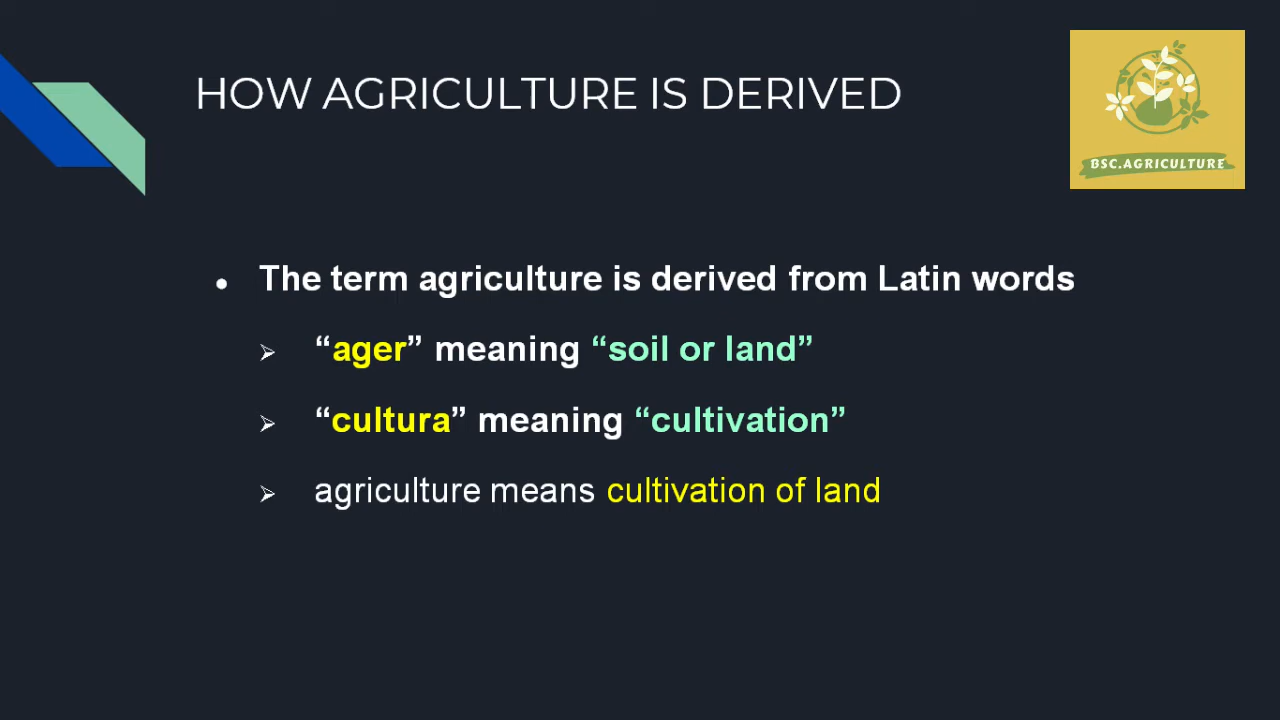 HOW AGRICULTURE IS DERIVED
BSC.AGRICULTURE
● The term agriculture is derived from Latin words
➢ “ager” meaning “soil or land”
➢ “cultura” meaning “cultivation”
➢ agriculture means cultivation of land